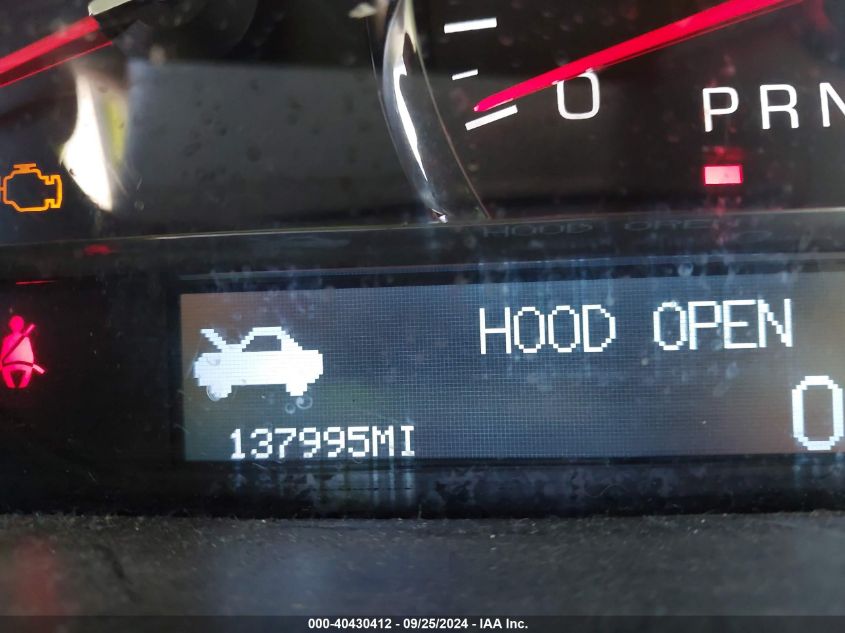 0
PRN
HOOD OPEN
0
137995MI
000-40430412 - 09/25/2024 - IAA Inc.